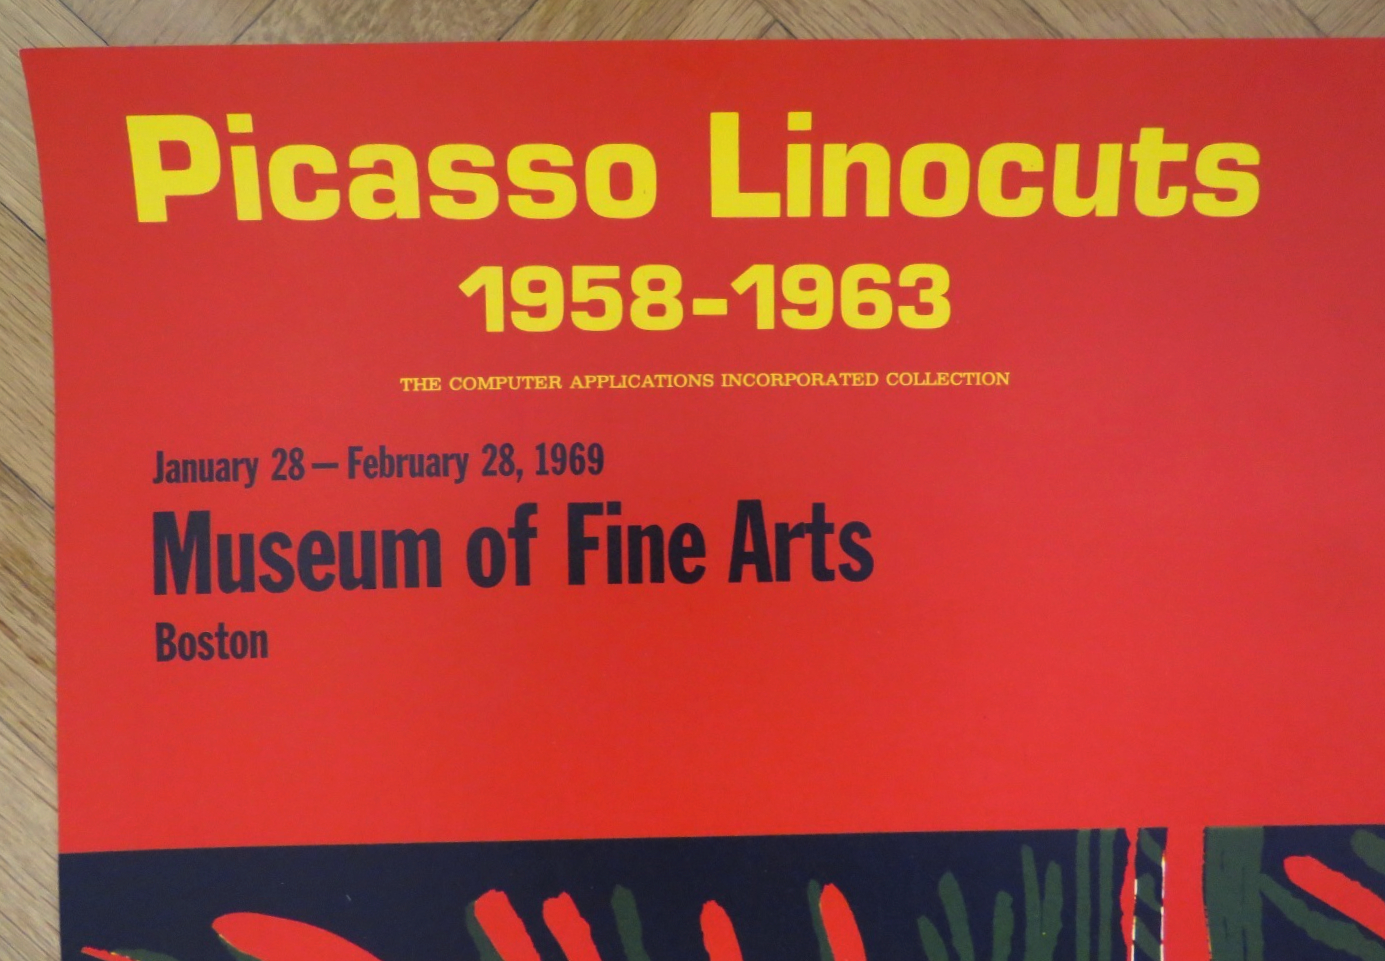 Picasso Linocuts
1958-1963
THE COMPUTER APPLICATIONS INCORPORATED COLLECTION
January 28 — February 28, 1969
Museum of Fine Arts
Boston